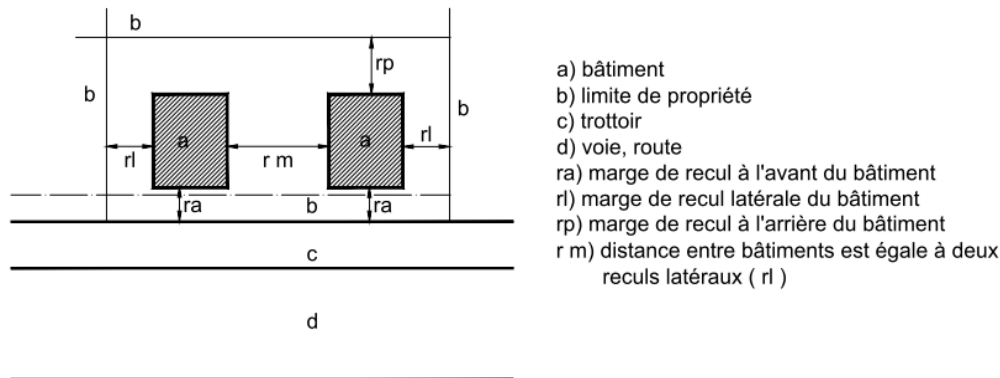 b
rp
b
b
a
a
rl
r m
rl
ra
b
ra
c
d
a) bâtiment
b) limite de propriété
c) trottoir
d) voie, route
ra) marge de recul à l'avant du bâtiment
rl) marge de recul latérale du bâtiment
rp) marge de recul à l'arrière du bâtiment
r m) distance entre bâtiments est égale à deux
reculs latéraux ( rl )